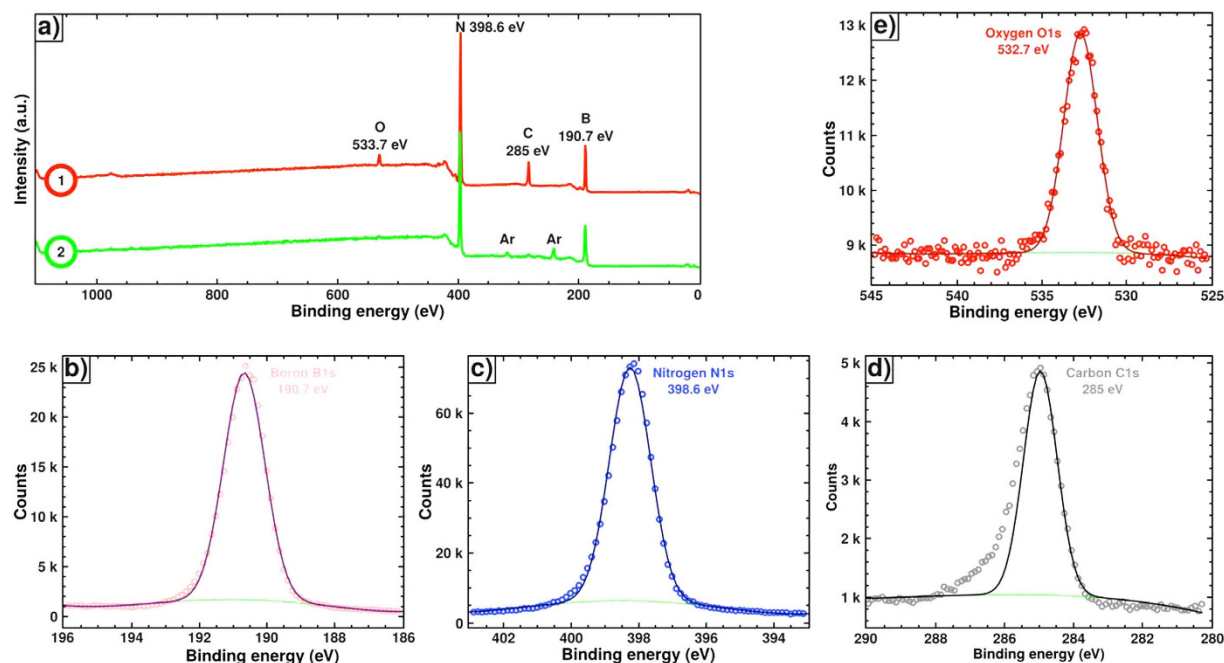 a)
N 398.6 eV
O
533.7 eV
C
285 eV
B
190.7 eV
Intensity (a.u.)
1
2
Ar
Ar
1000
800
600
400
200
0
Binding energy (eV)
e)
Oxygen O1s
532.7 eV
13 k
12 k
11 k
10 k
9 k
Counts
545
540
535
530
525
Binding energy (eV)
b)
Boron B1s
190.7 eV
25 k
20 k
15 k
10 k
5 k
0
Counts
196
194
192
190
188
186
Binding energy (eV)
c)
Nitrogen N1s
398.6 eV
60 k
40 k
20 k
0
Counts
402
400
398
396
394
Binding energy (eV)
d)
Carbon C1s
285 eV
5 k
4 k
3 k
2 k
1 k
Counts
290
288
286
284
282
280
Binding energy (eV)